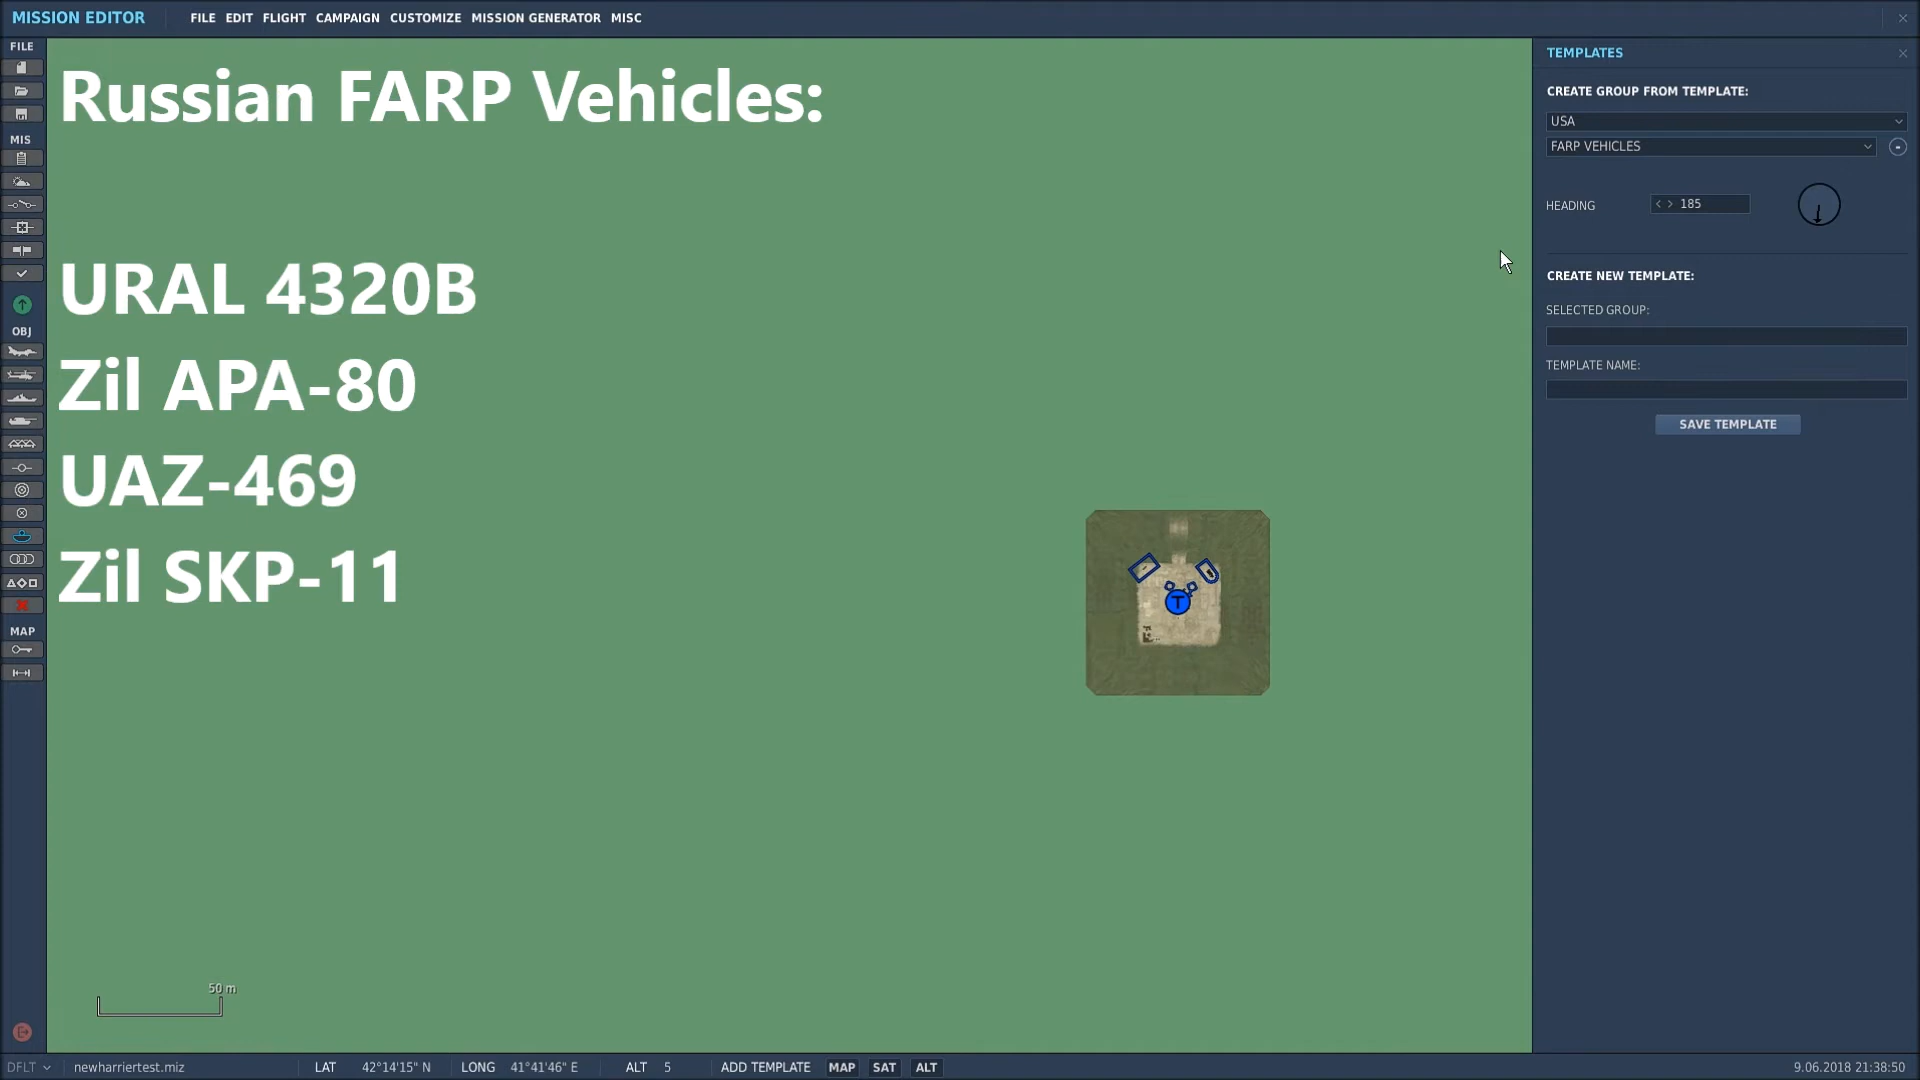 MISSION EDITOR
FILE EDIT FLIGHT CAMPAIGN CUSTOMIZE MISSION GENERATOR MISC
FILE
MIS
OBJ
MAP
Russian FARP Vehicles:
URAL 4320B
Zil APA-80
UAZ-469
Zil SKP-11
T
50 m
TEMPLATES
CREATE GROUP FROM TEMPLATE:
USA
FARP VEHICLES
HEADING < > 185
CREATE NEW TEMPLATE:
SELECTED GROUP:
TEMPLATE NAME:
SAVE TEMPLATE
DFLT newharriertest.miz LAT 42°14'15" N LONG 41°41'46" E ALT 5 ADD TEMPLATE MAP SAT ALT 9.06.2018 21:38:50